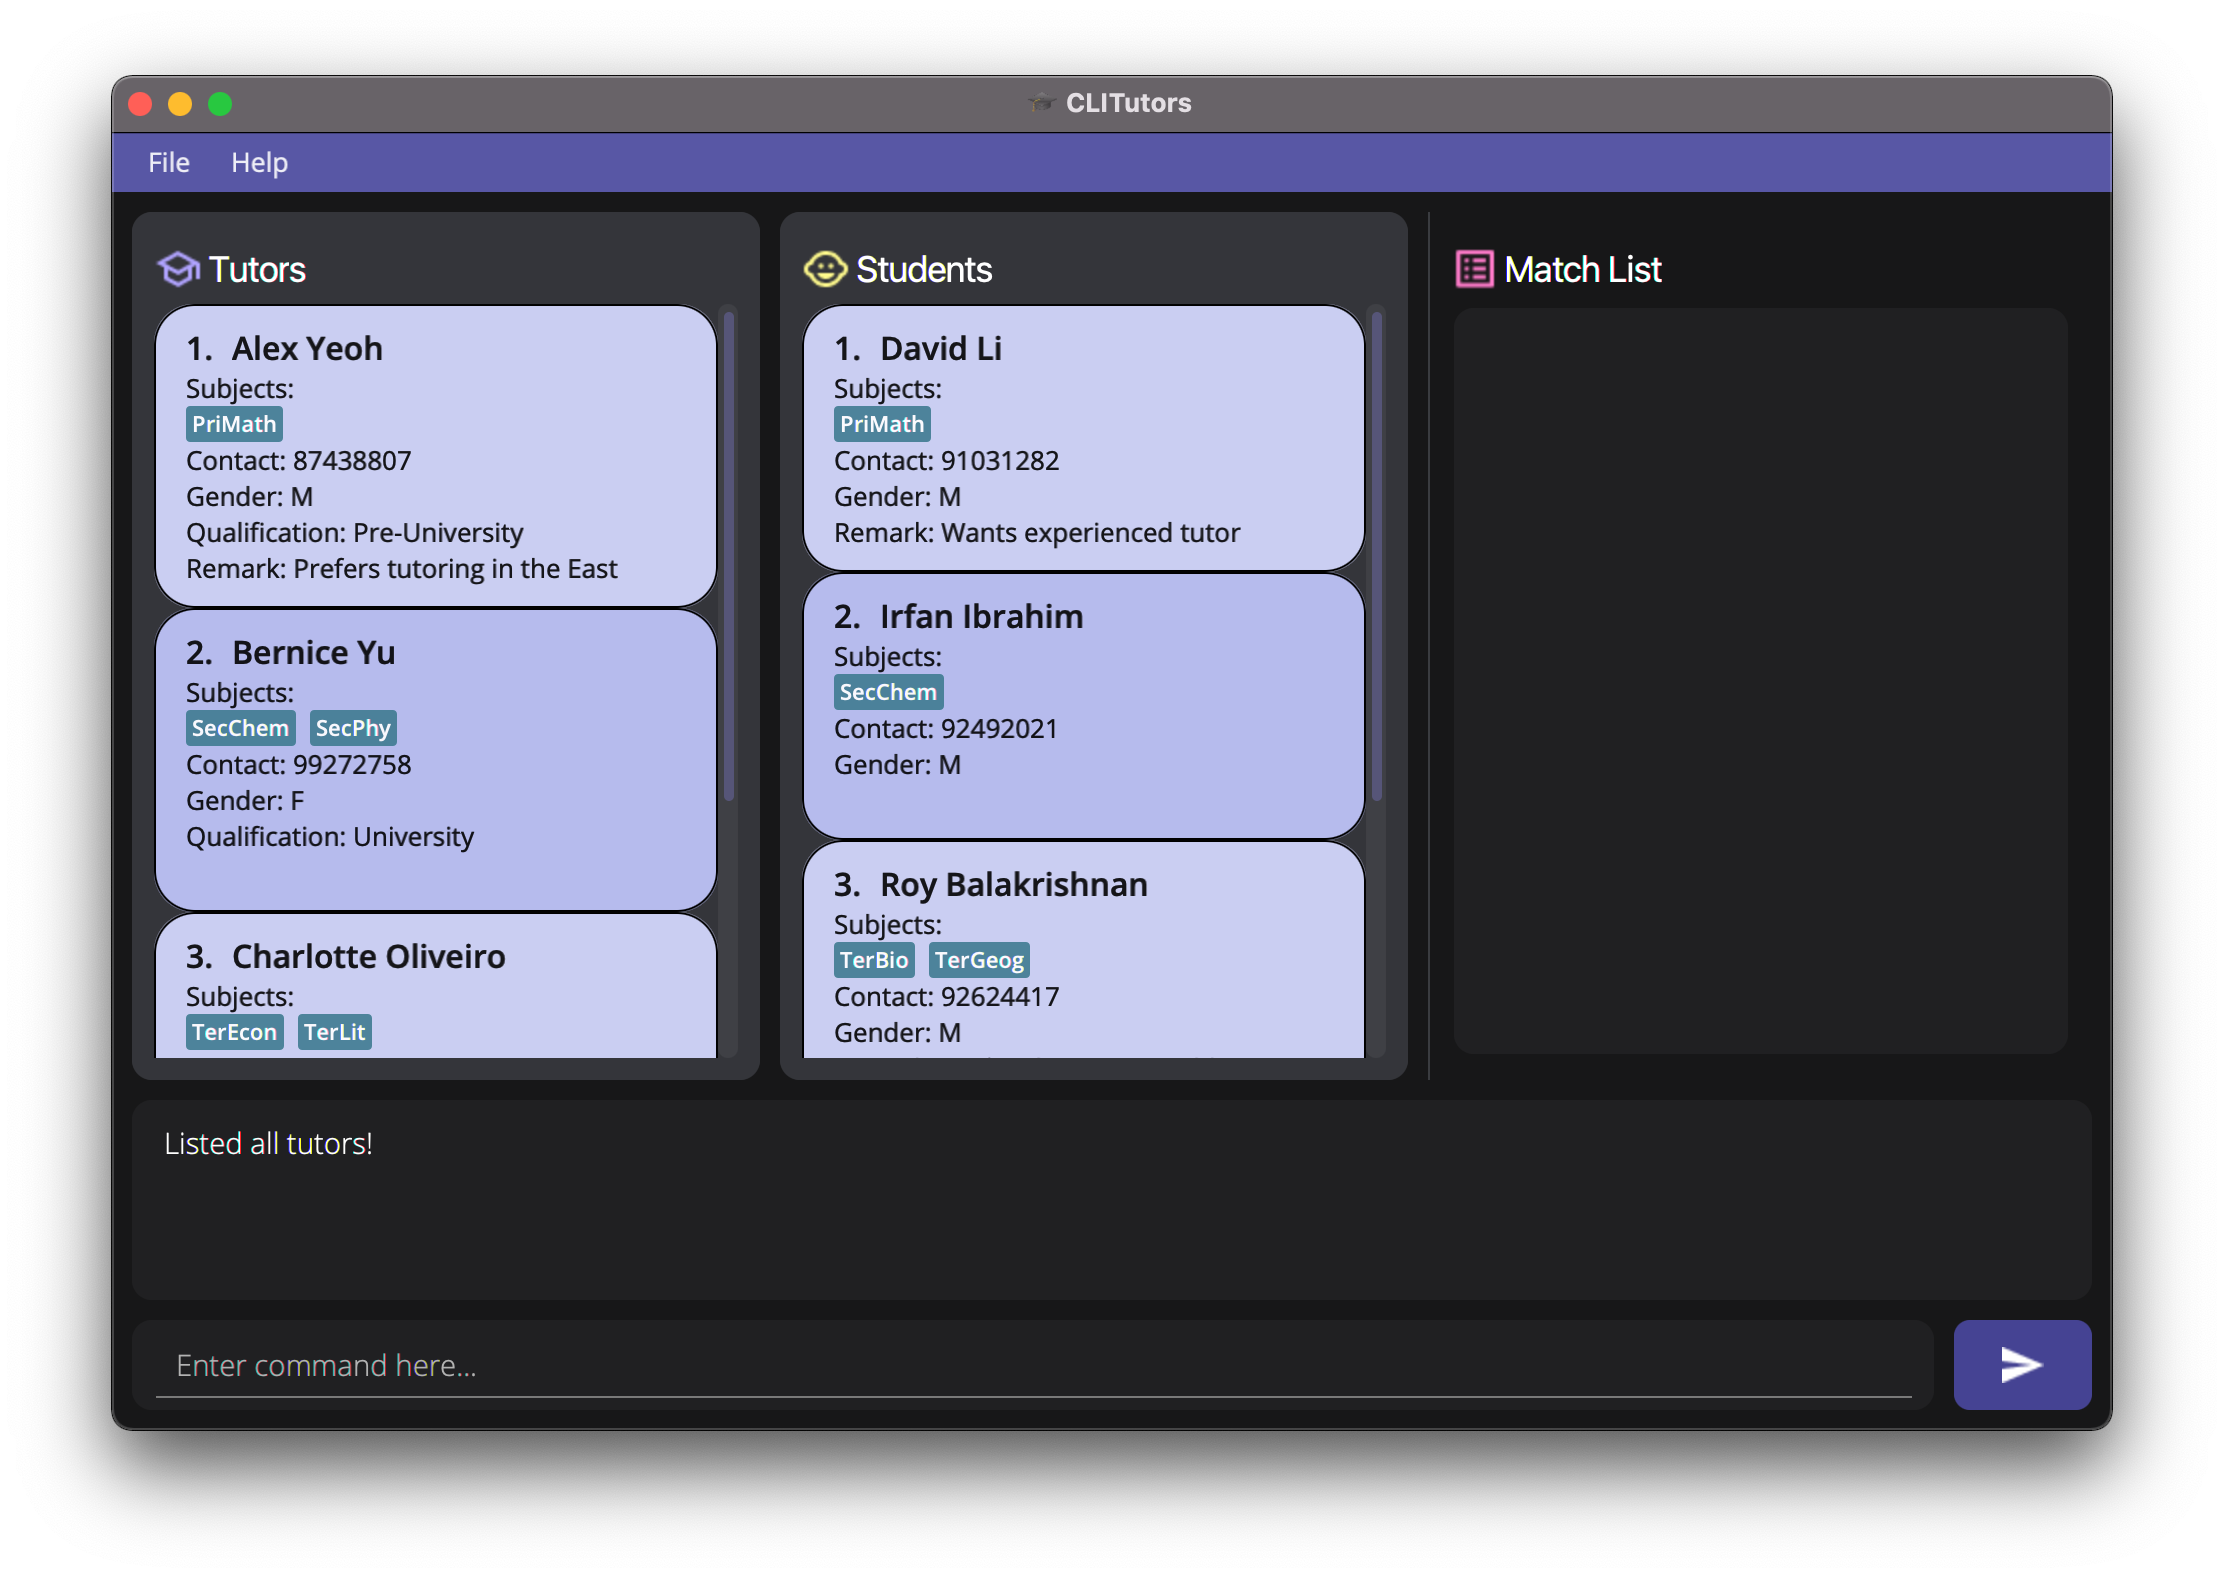 CLITutors
File Help
Tutors
1. Alex Yeoh
Subjects:
PriMath
Contact: 87438807
Gender: M
Qualification: Pre-University
Remark: Prefers tutoring in the East
2. Bernice Yu
Subjects:
SecChem SecPhy
Contact: 99272758
Gender: F
Qualification: University
3. Charlotte Oliveiro
Subjects:
TerEcon TerLit
Students
1. David Li
Subjects:
PriMath
Contact: 91031282
Gender: M
Remark: Wants experienced tutor
2. Irfan Ibrahim
Subjects:
SecChem
Contact: 92492021
Gender: M
3. Roy Balakrishnan
Subjects:
TerBio TerGeog
Contact: 92624417
Gender: M
Match List
Listed all tutors!
Enter command here...